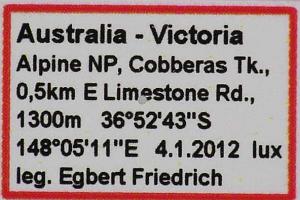 Australia - Victoria
Alpine NP, Cobberas Tk.,
0,5km E Limestone Rd.,
1300m 36°52'43"S
148°05'11"E 4.1.2012 lux
leg. Egbert Friedrich